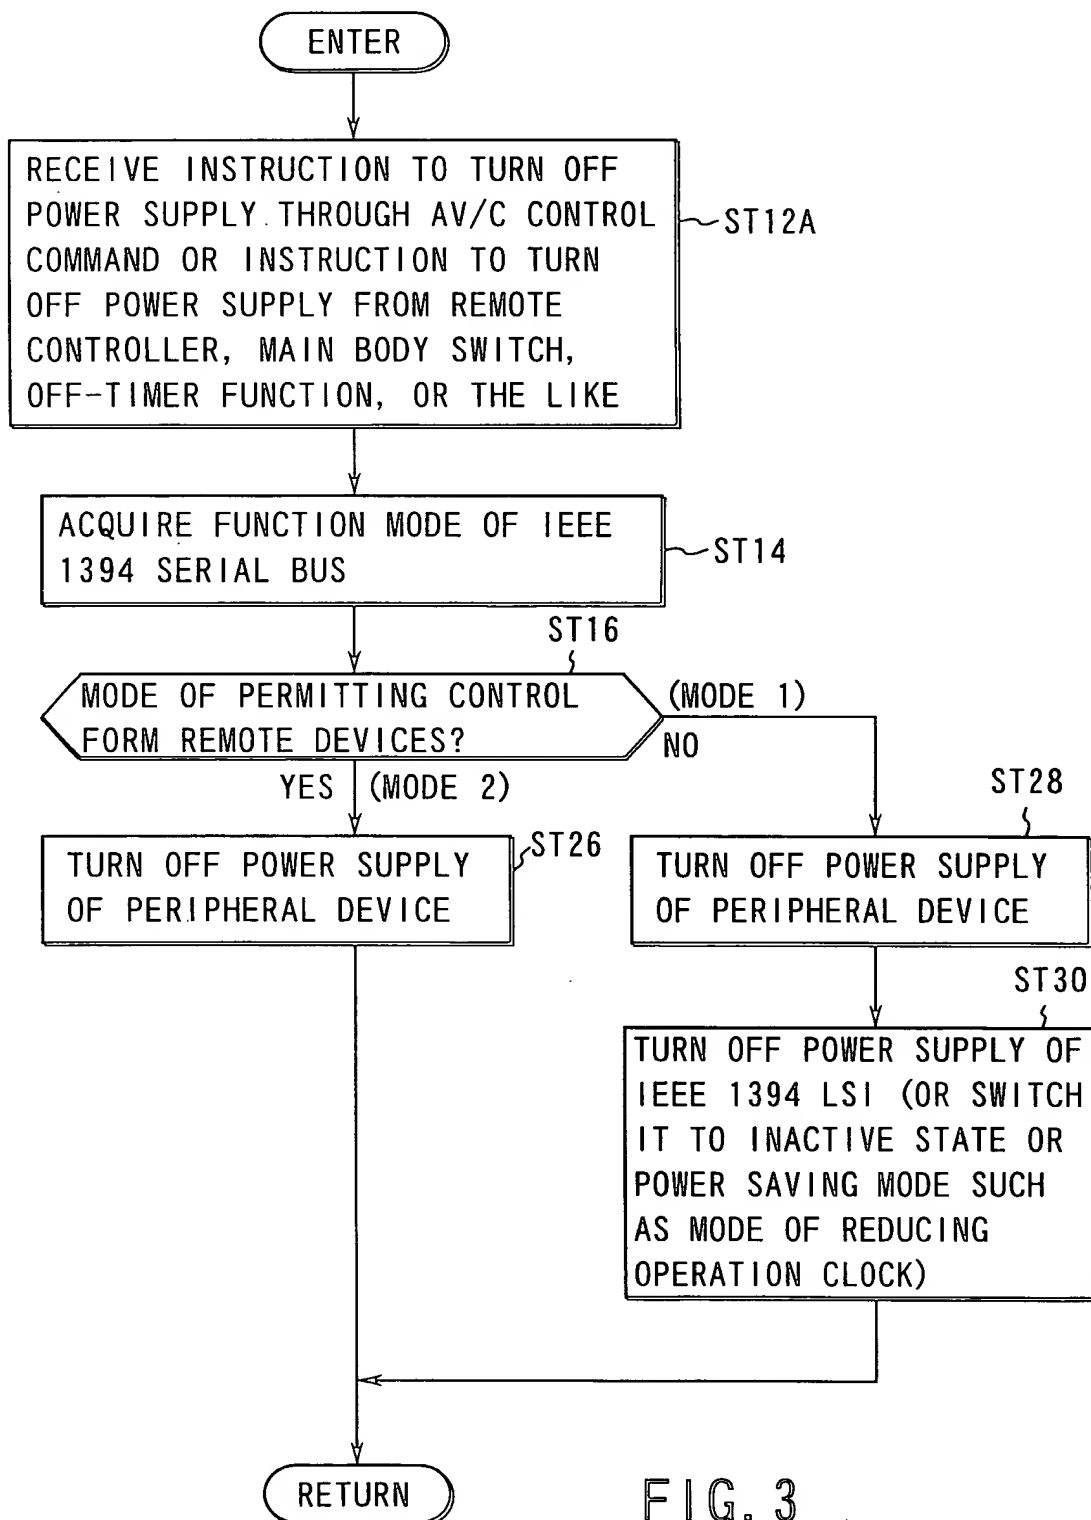 ENTER
RECEIVE INSTRUCTION TO TURN OFF
POWER SUPPLY THROUGH AV/C CONTROL
COMMAND OR INSTRUCTION TO TURN
OFF POWER SUPPLY FROM REMOTE
CONTROLLER, MAIN BODY SWITCH,
OFF-TIMER FUNCTION, OR THE LIKE
ST12A
ACQUIRE FUNCTION MODE OF IEEE
1394 SERIAL BUS
ST14
ST16
MODE OF PERMITTING CONTROL
FORM REMOTE DEVICES?
(MODE 1)
NO
YES (MODE 2)
TURN OFF POWER SUPPLY
OF PERIPHERAL DEVICE
ST26
ST28
TURN OFF POWER SUPPLY
OF PERIPHERAL DEVICE
ST30
TURN OFF POWER SUPPLY OF
IEEE 1394 LSI (OR SWITCH
IT TO INACTIVE STATE OR
POWER SAVING MODE SUCH
AS MODE OF REDUCING
OPERATION CLOCK)
RETURN
FIG. 3